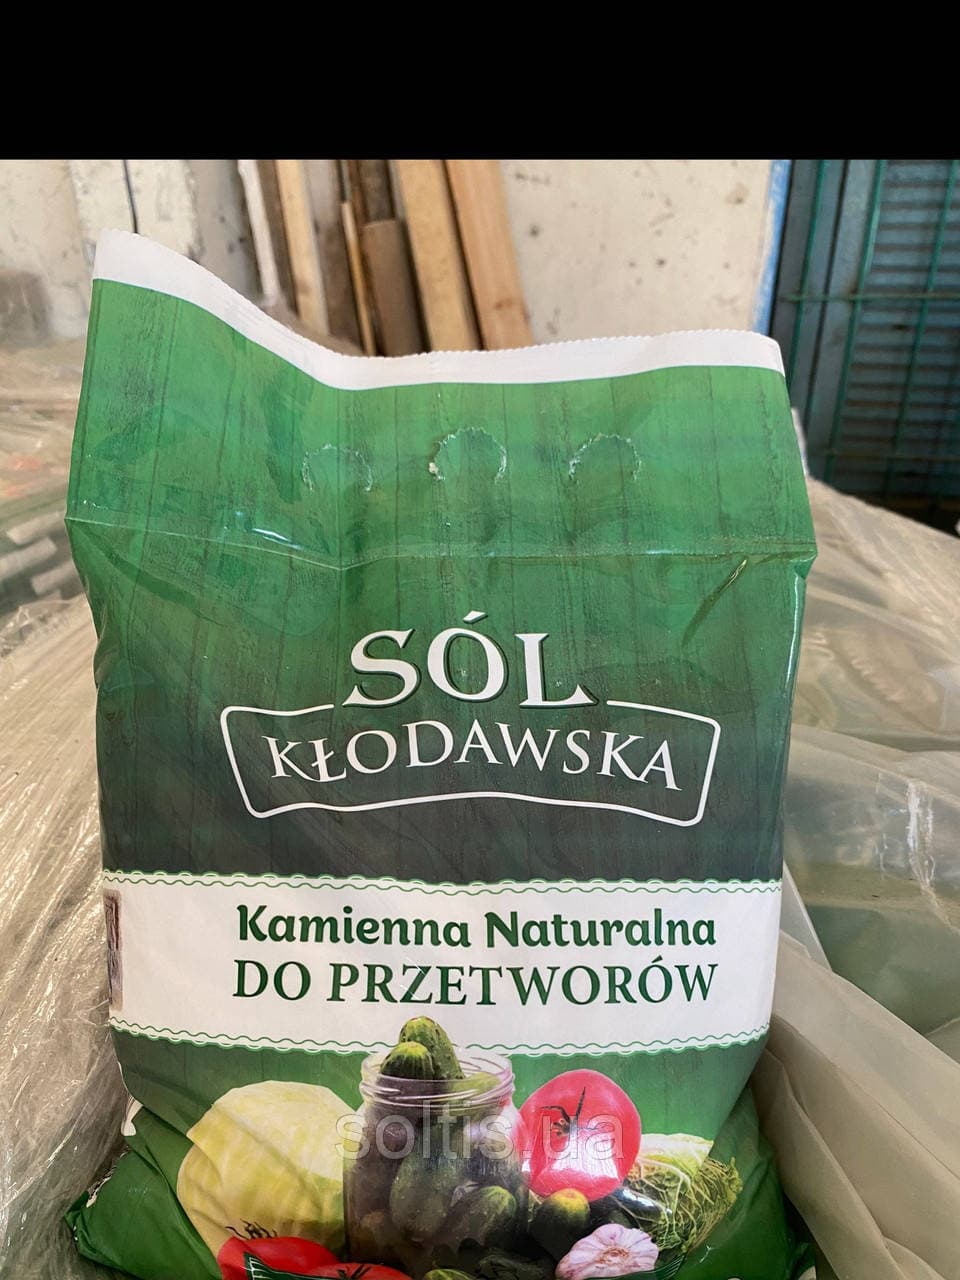 SÓL
KŁODAWSKA
Kamienna Naturalna
DO PRZETWORÓW
soltis.ua